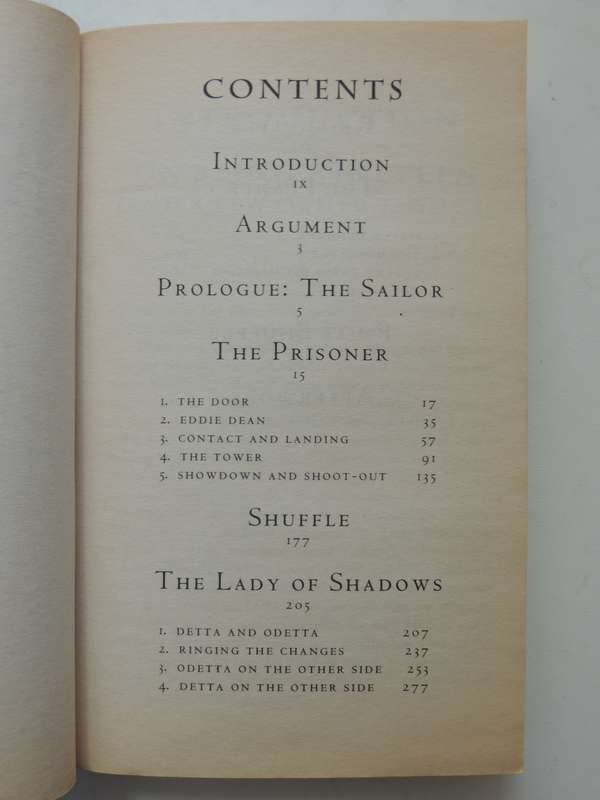 CONTENTS
INTRODUCTION
IX
ARGUMENT
3
PROLOGUE: THE SAILOR
5
THE PRISONER
15
1. THE DOOR 17
2. EDDIE DEAN 35
3. CONTACT AND LANDING 57
4. THE TOWER 91
5. SHOWDOWN AND SHOOT-OUT 135
SHUFFLE
177
THE LADY OF SHADOWS
205
1. DETTA AND ODETTA 207
2. RINGING THE CHANGES 237
3. ODETTA ON THE OTHER SIDE 253
4. DETTA ON THE OTHER SIDE 277